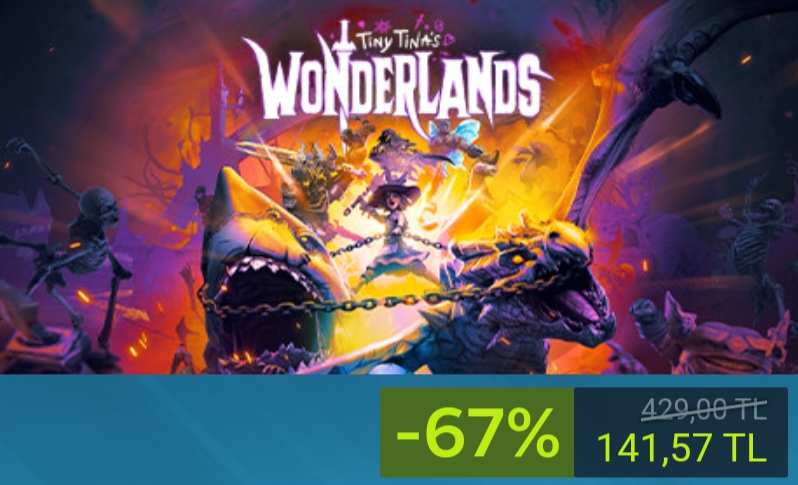 TINY TINA'S
WONDERLANDS
-67%
429,00 TL
141,57 TL